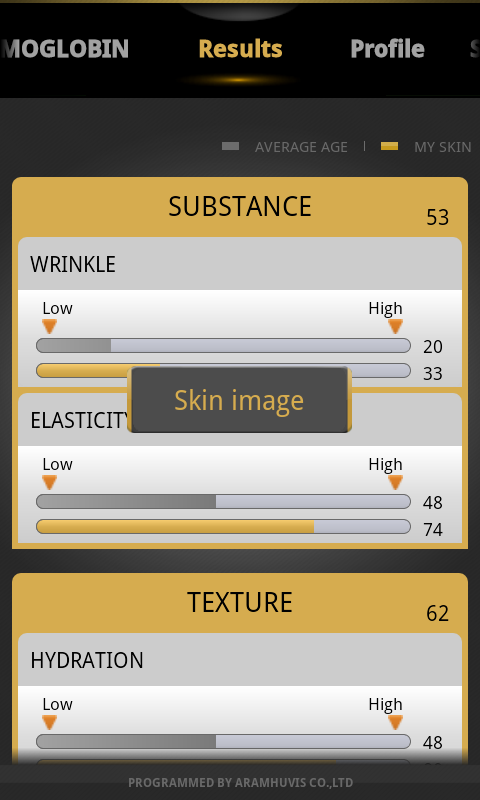 MOGLOBIN Results Profile
AVERAGE AGE | MY SKIN
SUBSTANCE 53
WRINKLE
Low High
20
33
Skin image
ELASTICITY
Low High
48
74
TEXTURE 62
HYDRATION
Low High
48
PROGRAMMED BY ARAMHUVIS CO.,LTD